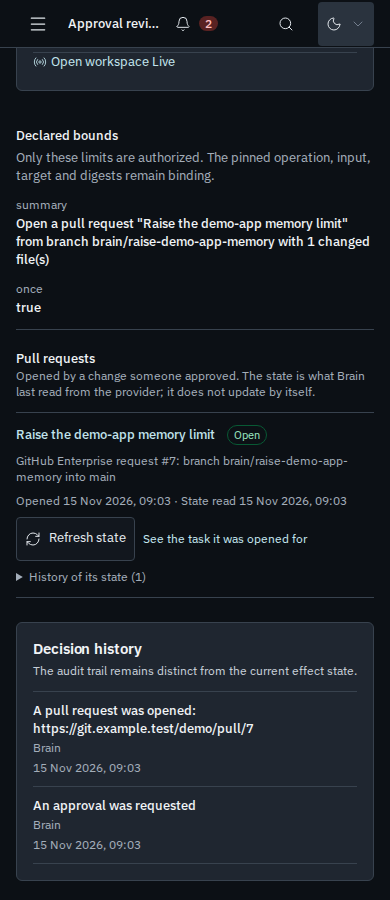 Approval revi...
2
Open workspace Live
Declared bounds
Only these limits are authorized. The pinned operation, input,
target and digests remain binding.
summary
Open a pull request "Raise the demo-app memory limit"
from branch brain/raise-demo-app-memory with 1 changed
file(s)
once
true
Pull requests
Opened by a change someone approved. The state is what Brain
last read from the provider; it does not update by itself.
Raise the demo-app memory limit Open
GitHub Enterprise request #7: branch brain/raise-demo-app-
memory into main
Opened 15 Nov 2026, 09:03 · State read 15 Nov 2026, 09:03
Refresh state See the task it was opened for
History of its state (1)
Decision history
The audit trail remains distinct from the current effect state.
A pull request was opened:
https://git.example.test/demo/pull/7
Brain
15 Nov 2026, 09:03
An approval was requested
Brain
15 Nov 2026, 09:03